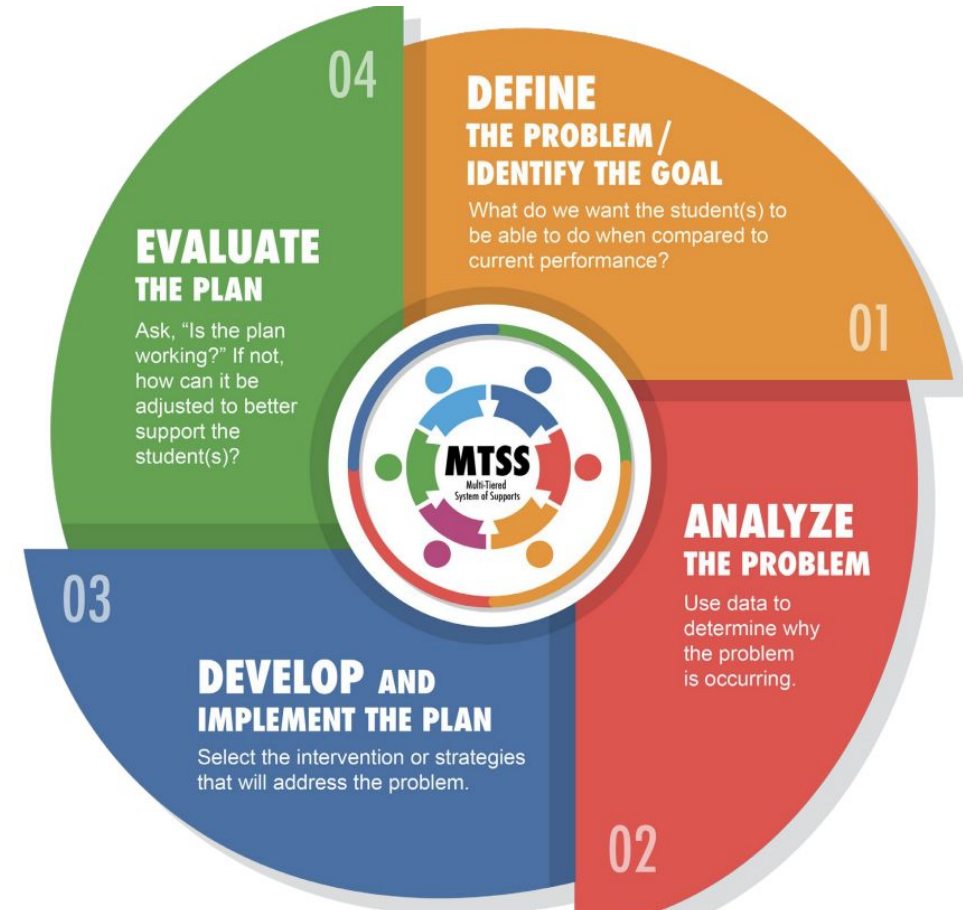 01
DEFINE
THE PROBLEM/
IDENTIFY THE GOAL
What do we want the student(s) to
be able to do when compared to
current performance?
02
ANALYZE
THE PROBLEM
Use data to
determine why
the problem
is occurring.
03
DEVELOP AND
IMPLEMENT THE PLAN
Select the intervention or strategies
that will address the problem.
04
EVALUATE
THE PLAN
Ask, “Is the plan
working?” If not,
how can it be
adjusted to better
support the
student(s)?
MTSS
Multi-Tiered
System of Supports